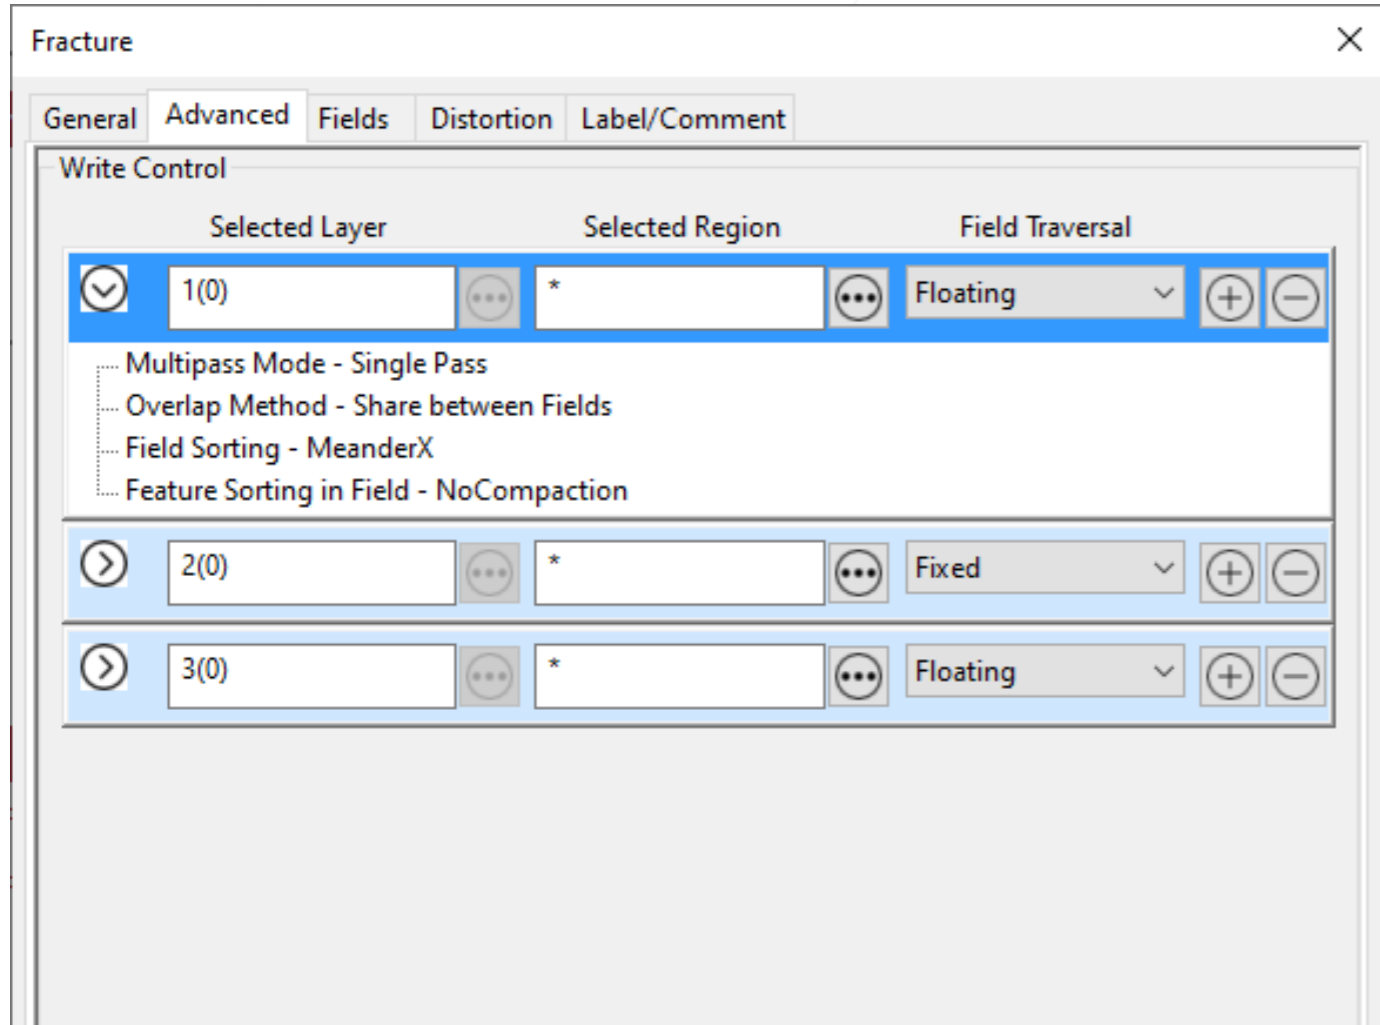 Fracture
General Advanced Fields Distortion Label/Comment
Write Control
Selected Layer Selected Region Field Traversal
1(0) * Floating
Multipass Mode - Single Pass
Overlap Method - Share between Fields
Field Sorting - MeanderX
Feature Sorting in Field - NoCompaction
2(0) * Fixed
3(0) * Floating